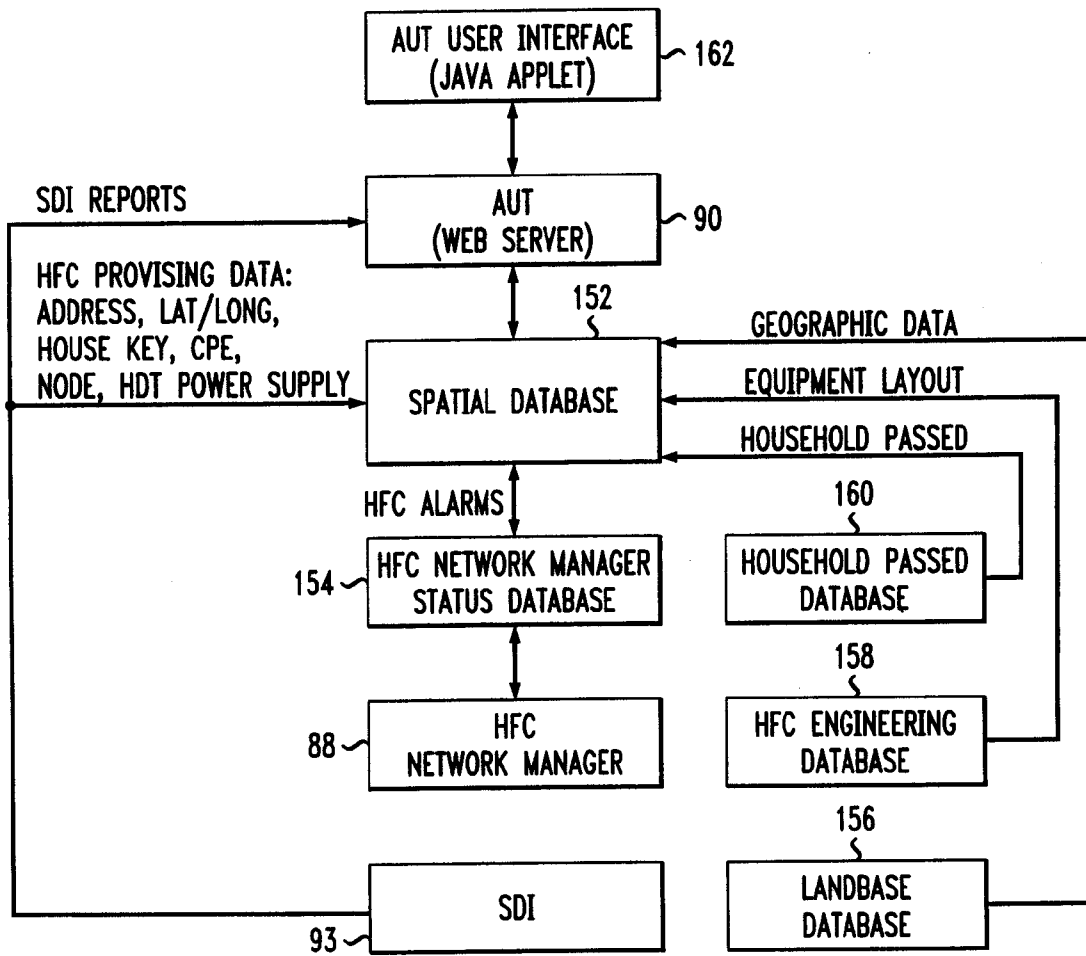 AUT USER INTERFACE
(JAVA APPLET)
162
SDI REPORTS
AUT
(WEB SERVER)
90
HFC PROVISING DATA:
ADDRESS, LAT/LONG,
HOUSE KEY, CPE,
NODE, HDT POWER SUPPLY
152
SPATIAL DATABASE
GEOGRAPHIC DATA
EQUIPMENT LAYOUT
HOUSEHOLD PASSED
HFC ALARMS
154
HFC NETWORK MANAGER
STATUS DATABASE
160
HOUSEHOLD PASSED
DATABASE
88
HFC
NETWORK MANAGER
158
HFC ENGINEERING
DATABASE
93
SDI
156
LANDBASE
DATABASE